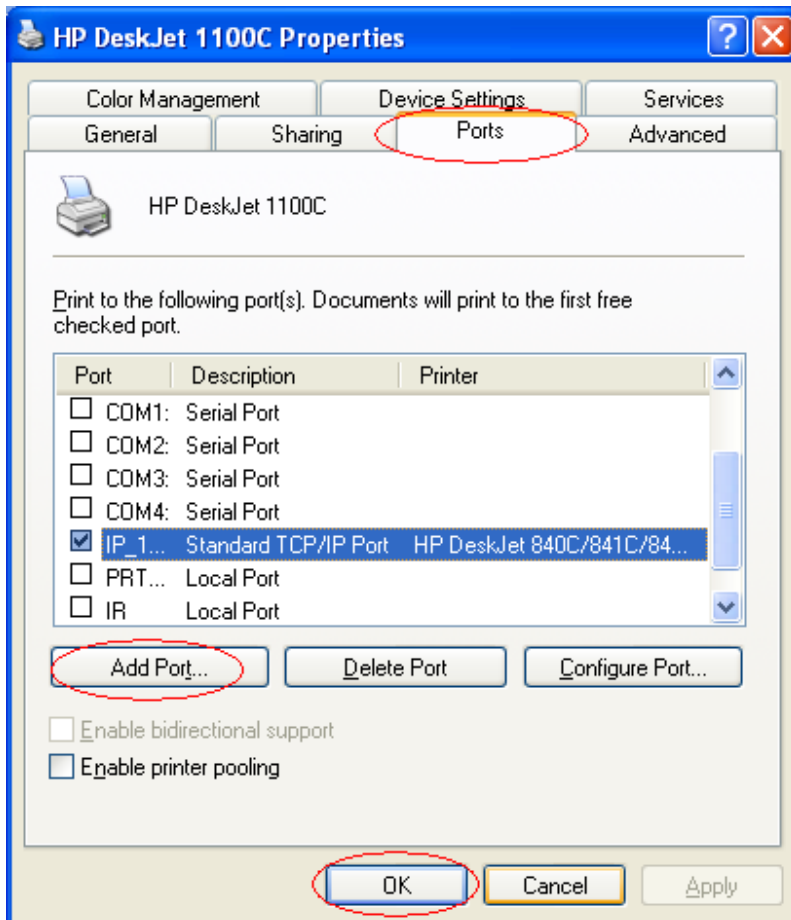 HP DeskJet 1100C Properties
Color Management Device Settings Services
General Sharing Ports Advanced
HP DeskJet 1100C
Print to the following port(s). Documents will print to the first free
checked port.
Port Description Printer
COM1: Serial Port
COM2: Serial Port
COM3: Serial Port
COM4: Serial Port
IP_1... Standard TCP/IP Port HP DeskJet 840C/841C/84...
PRT... Local Port
IR Local Port
Add Port... Delete Port Configure Port...
Enable bidirectional support
Enable printer pooling
OK Cancel Apply